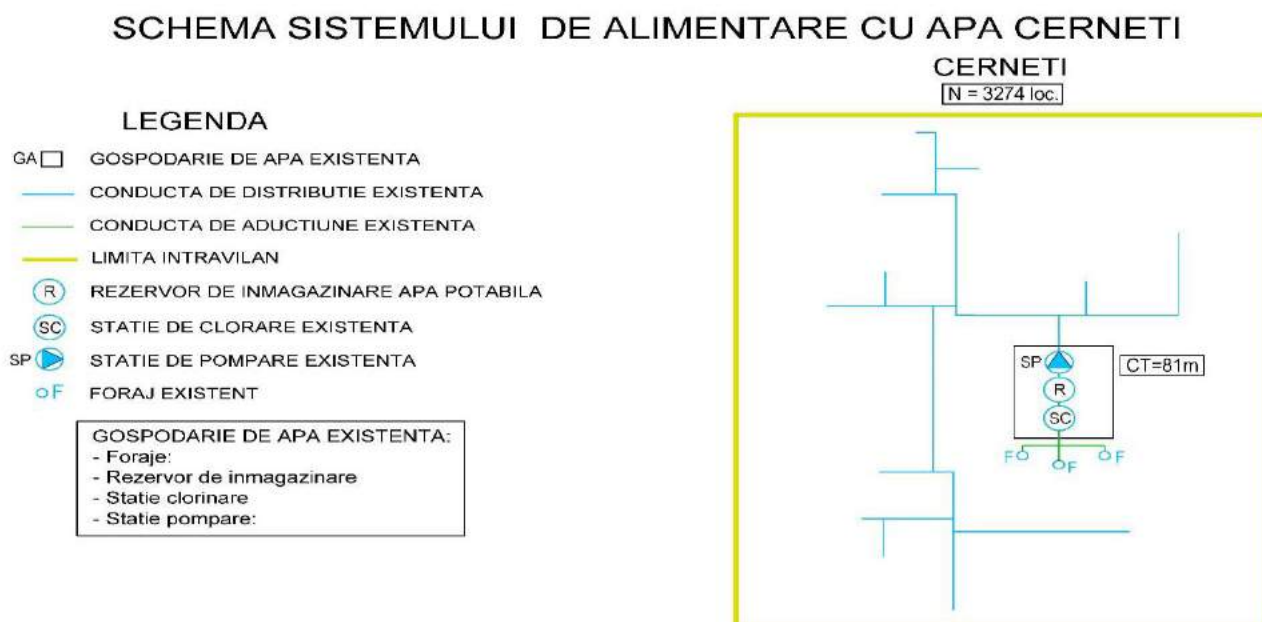 SCHEMA SISTEMULUI DE ALIMENTARE CU APA CERNETI
CERNETI
N = 3274 loc.
LEGENDA
GA GOSPODARIE DE APA EXISTENTA
CONDUCTA DE DISTRIBUTIE EXISTENTA
CONDUCTA DE ADUCTIUNE EXISTENTA
LIMITA INTRAVILAN
R REZERVOR DE INMAGAZINARE APA POTABILA
SC STATIE DE CLORARE EXISTENTA
SP STATIE DE POMPARE EXISTENTA
F FORAJ EXISTENT
GOSPODARIE DE APA EXISTENTA:
- Foraje:
- Rezervor de inmagazinare
- Statie clorinare
- Statie pompare:
SP
CT=81m
R
SC
F
F
F